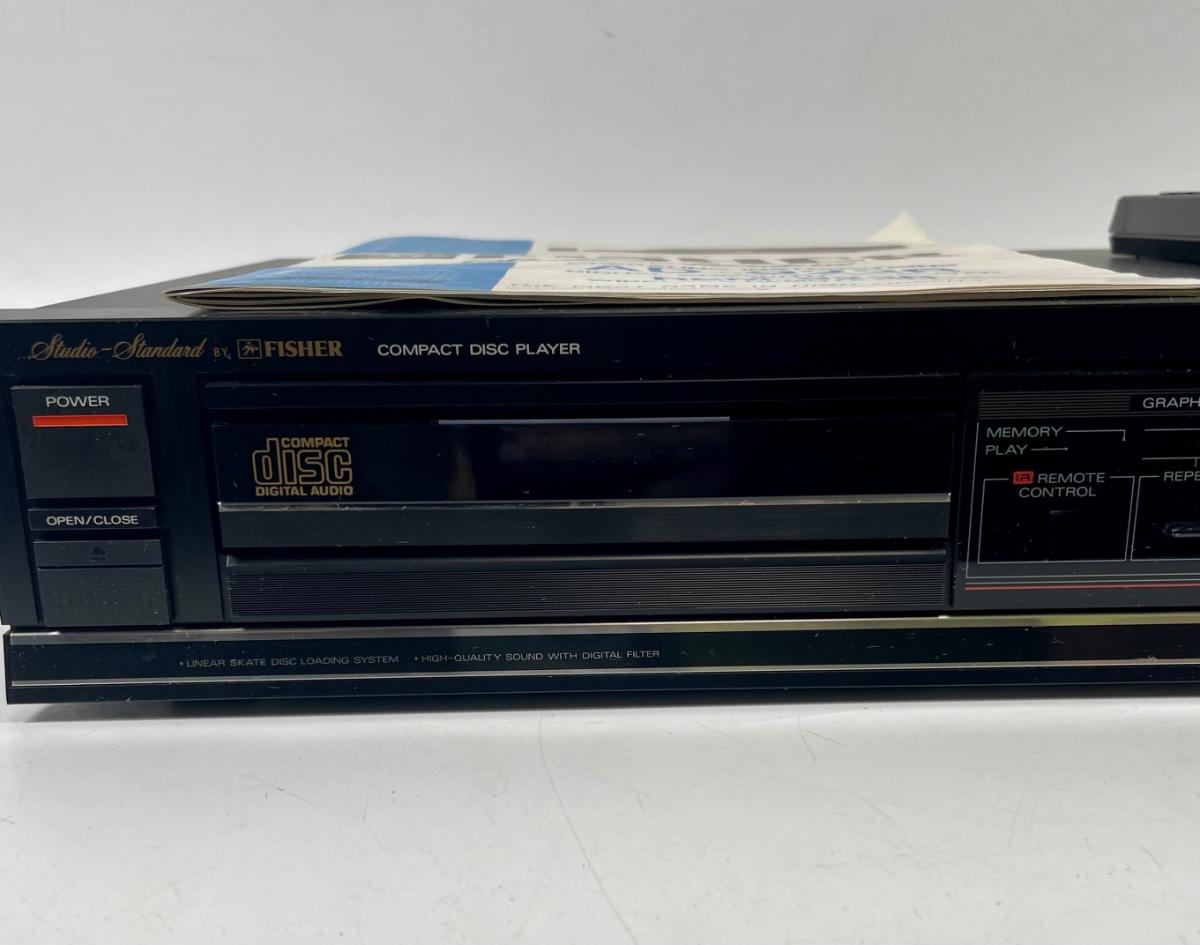 Studio-Standard BY FISHER COMPACT DISC PLAYER
POWER
OPEN/CLOSE
COMPACT
disc
DIGITAL AUDIO
GRAPH
MEMORY
PLAY
IR REMOTE
CONTROL
REPE
• LINEAR SKATE DISC LOADING SYSTEM • HIGH-QUALITY SOUND WITH DIGITAL FILTER